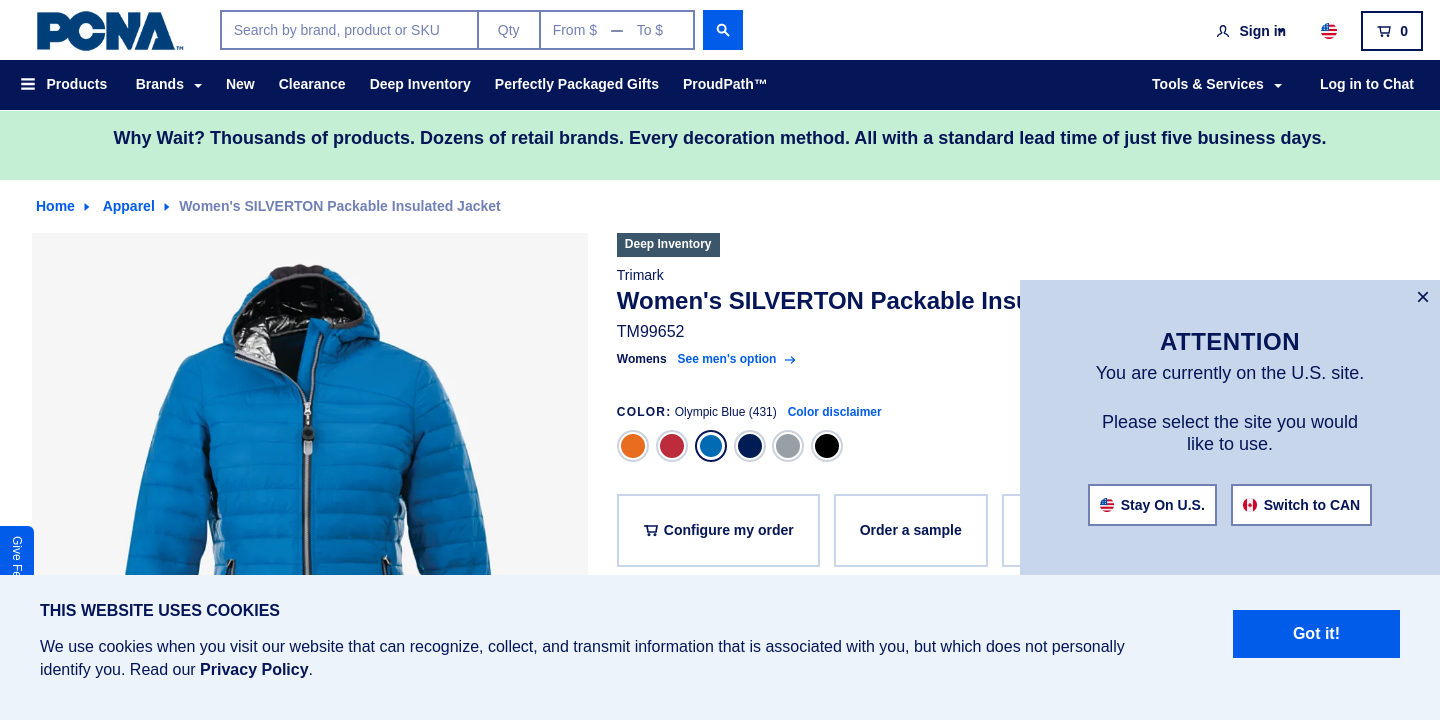 PCNA™
Search by brand, product or SKU
Qty
From $ — To $
Sign in
0
Products
Brands
New
Clearance
Deep Inventory
Perfectly Packaged Gifts
ProudPath™
Tools & Services
Log in to Chat
Why Wait? Thousands of products. Dozens of retail brands. Every decoration method. All with a standard lead time of just five business days.
Home
Apparel
Women's SILVERTON Packable Insulated Jacket
Deep Inventory
Trimark
Women's SILVERTON Packable
TM99652
Womens See men's option
COLOR: Olympic Blue (431) Color disclaimer
Configure my order
Order a sample
×
ATTENTION
You are currently on the U.S. site.
Please select the site you would
like to use.
Stay On U.S.
Switch to CAN
Give
THIS WEBSITE USES COOKIES
We use cookies when you visit our website that can recognize, collect, and transmit information that is associated with you, but which does not personally
identify you. Read our Privacy Policy.
Got it!